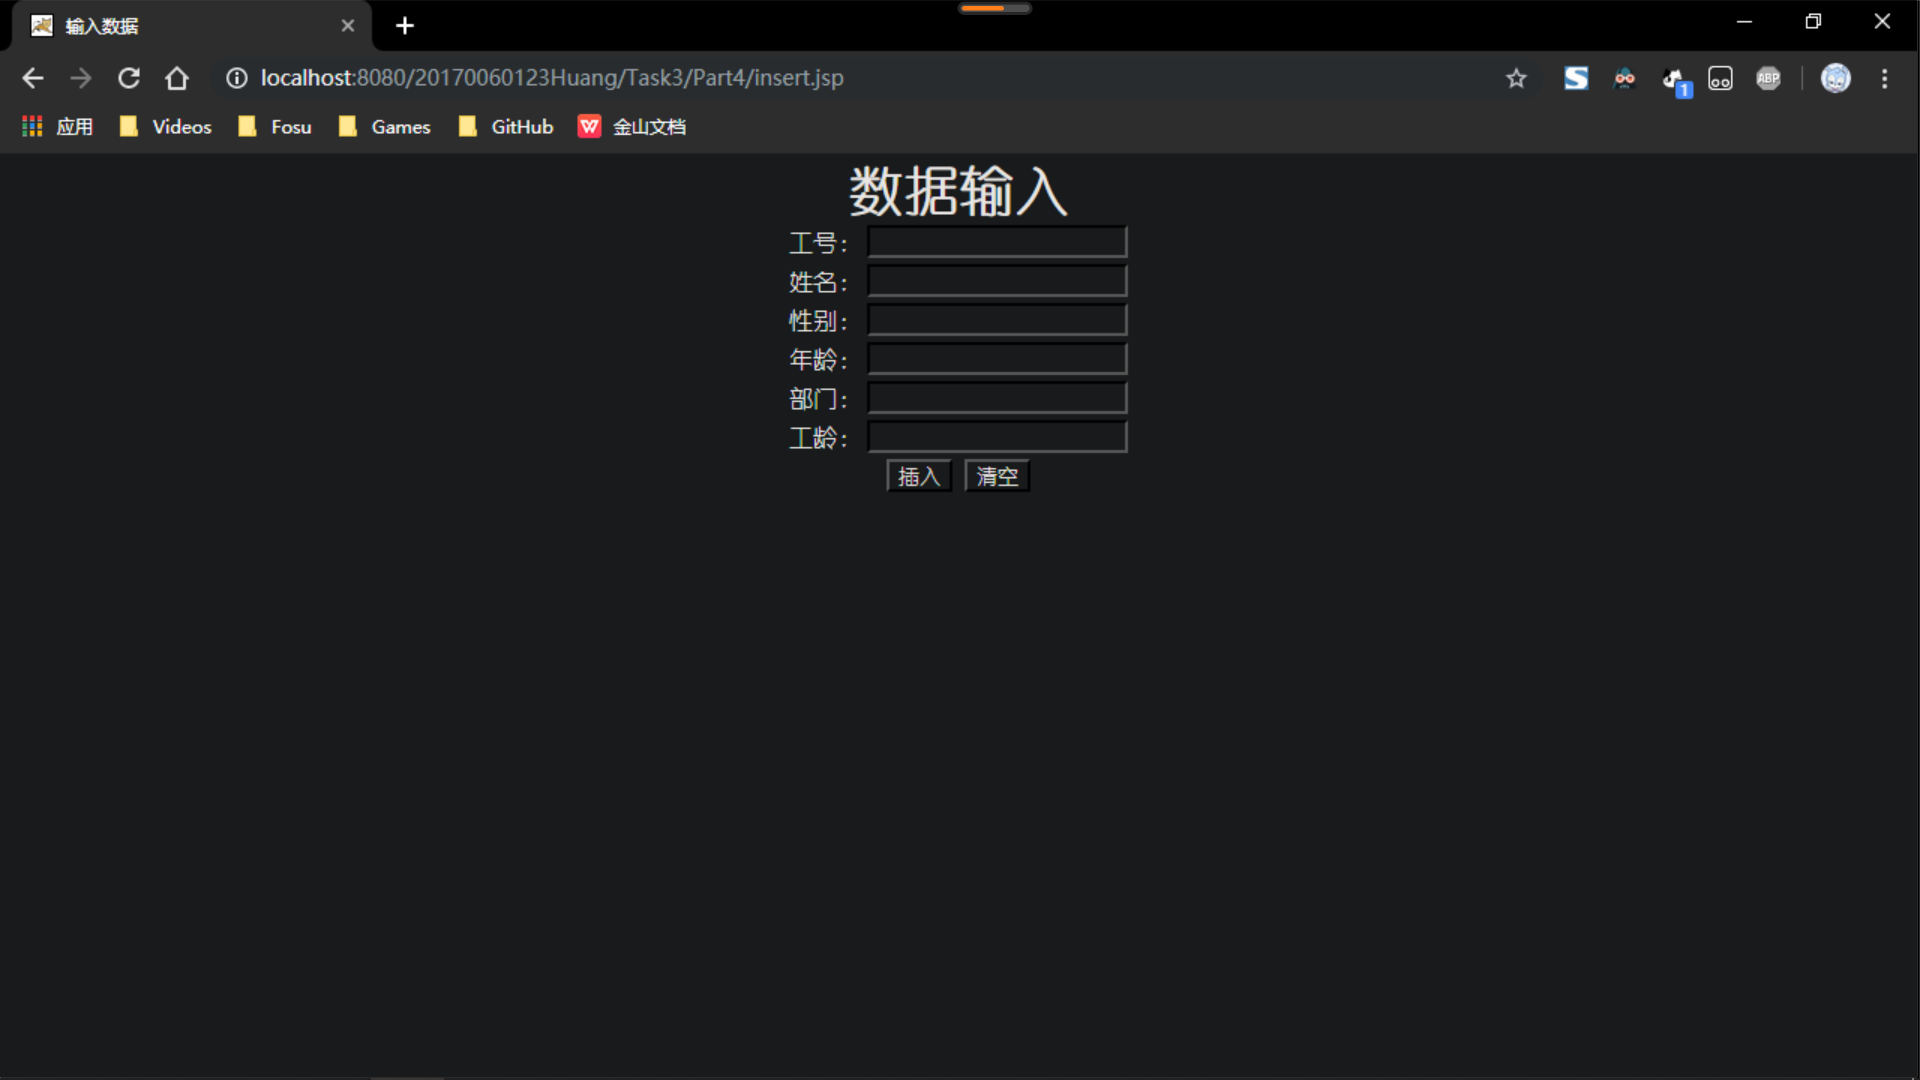 输入数据
localhost:8080/20170060123Huang/Task3/Part4/insert.jsp
1
ABP
应用 Videos Fosu Games GitHub W 金山文档
数据输入
工号：
姓名：
性别：
年龄：
部门：
工龄：
插入 清空